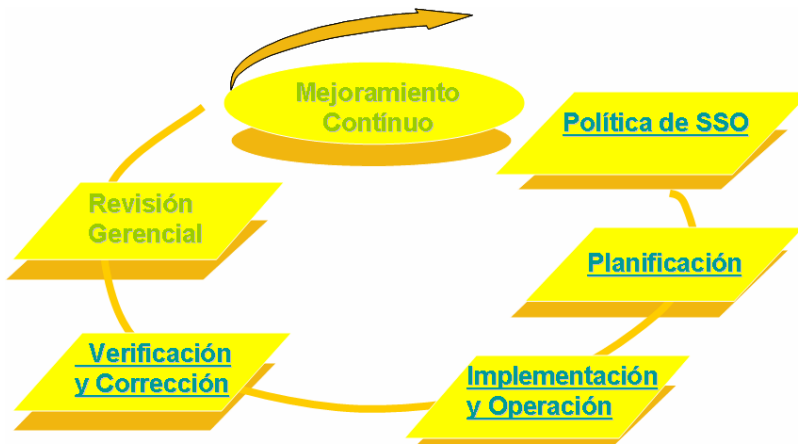 Mejoramiento
Contínuo
Política de SSO
Planificación
Implementación
y Operación
Verificación
y Corrección
Revisión
Gerencial